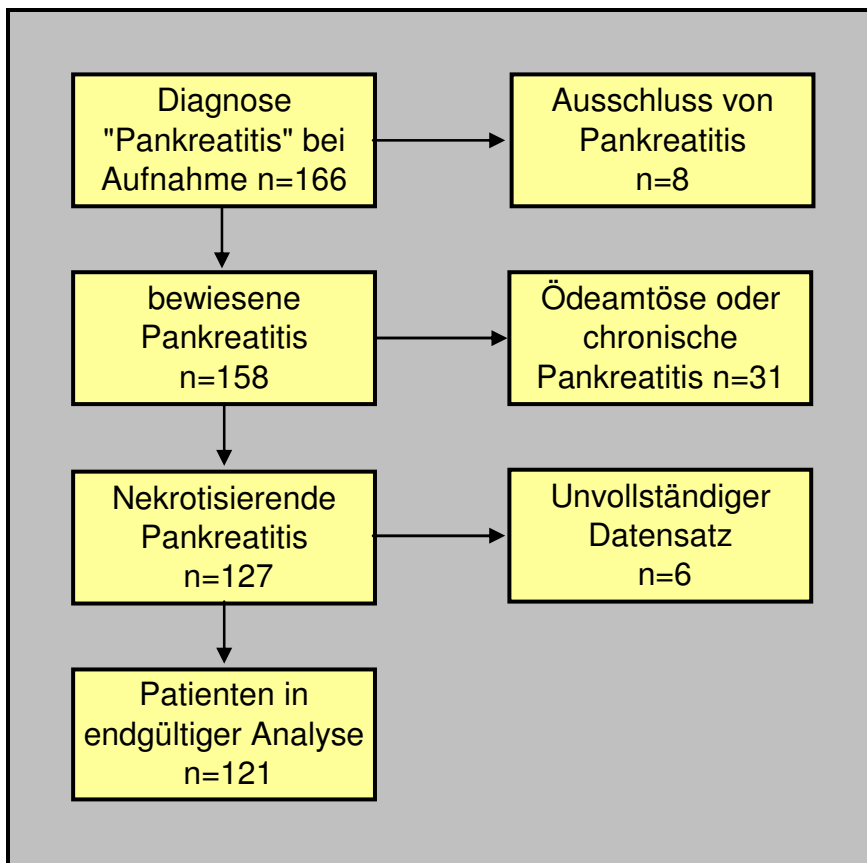 Diagnose
"Pankreatitis" bei
Aufnahme n=166
Ausschluss von
Pankreatitis
n=8
bewiesene
Pankreatitis
n=158
Ödeamtöse oder
chronische
Pankreatitis n=31
Nekrotisierende
Pankreatitis
n=127
Unvollständiger
Datensatz
n=6
Patienten in
endgültiger Analyse
n=121